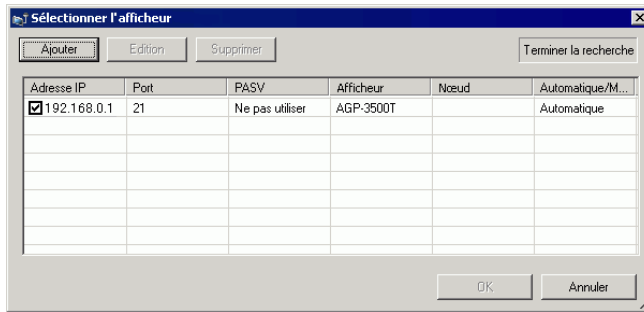 Sélectionner l'afficheur
Ajouter Edition Supprimer Terminer la recherche
Adresse IP Port PASV Afficheur Nœud Automatique/M...
192.168.0.1 21 Ne pas utiliser AGP-3500T Automatique
OK Annuler